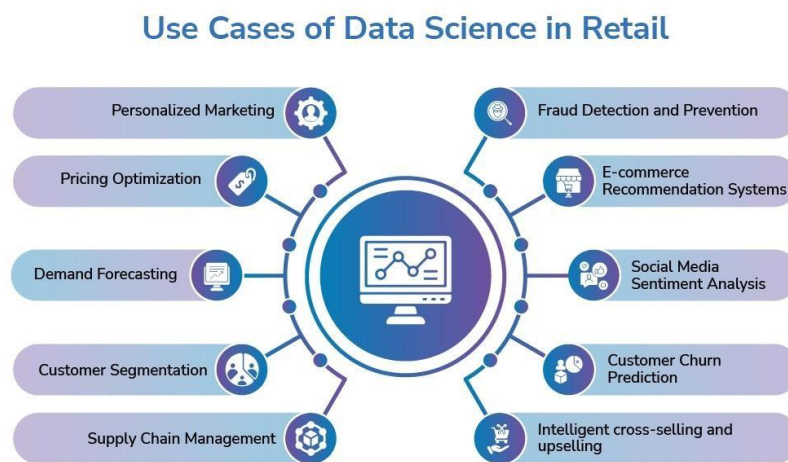 Use Cases of Data Science in Retail
Personalized Marketing
Pricing Optimization
Demand Forecasting
Customer Segmentation
Supply Chain Management
Fraud Detection and Prevention
E-commerce
Recommendation Systems
Social Media
Sentiment Analysis
Customer Churn
Prediction
Intelligent cross-selling and
upselling